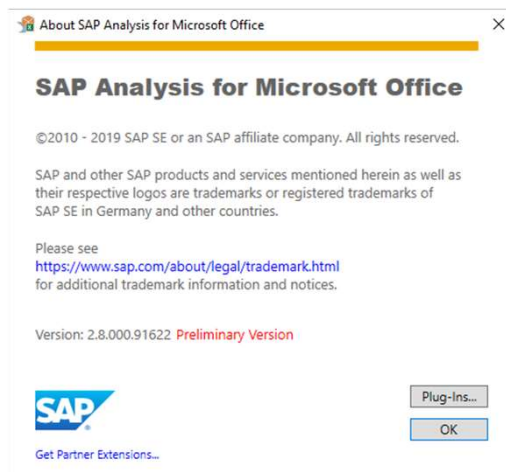 About SAP Analysis for Microsoft Office
SAP Analysis for Microsoft Office
©2010 - 2019 SAP SE or an SAP affiliate company. All rights reserved.
SAP and other SAP products and services mentioned herein as well as
their respective logos are trademarks or registered trademarks of
SAP SE in Germany and other countries.
Please see
https://www.sap.com/about/legal/trademark.html
for additional trademark information and notices.
Version: 2.8.000.91622 Preliminary Version
Plug-Ins...
SAP
OK
Get Partner Extensions...